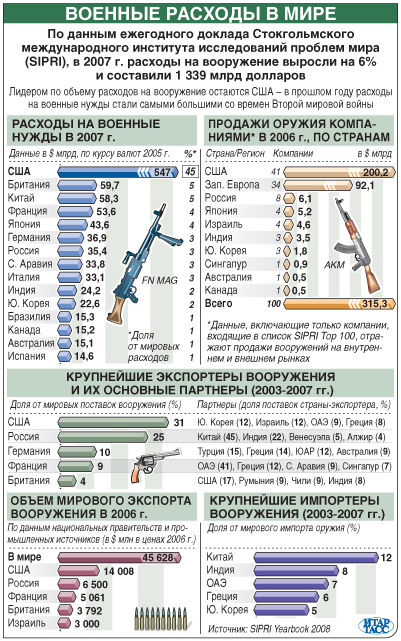 ВОЕННЫЕ РАСХОДЫ В МИРЕ
По данным ежегодного доклада Стокгольмского
международного института исследований проблем мира
(SIPRI), в 2007 г. расходы на вооружение выросли на 6%
и составили 1 339 млрд долларов
Лидером по объему расходов на вооружение остаются США – в прошлом году расходы
на военные нужды стали самыми большими со времен Второй мировой войны
РАСХОДЫ НА ВОЕННЫЕ
НУЖДЫ В 2007 г.
Данные в $ млрд, по курсу валют 2005 г. %*
США 547 45
Британия 59,7 5
Китай 58,3 5
Франция 53,6 4
Япония 43,6 4
Германия 36,9 3
Россия 35,4 3
С. Аравия 33,8 3
Италия 33,1 3
Индия 24,2 2
Ю. Корея 22,6 2
Бразилия 15,3 1
Канада 15,2 1
Австралия 15,1 1
Испания 14,6 1
FN MAG
*Доля
от мировых
расходов
ПРОДАЖИ ОРУЖИЯ КОМПА-
НИЯМИ* В 2006 г., ПО СТРАНАМ
Страна/Регион Компании в $ млрд
США 41 200,2
Зап. Европа 34 92,1
Россия 8 6,1
Япония 4 5,2
Израиль 4 4,6
Индия 3 3,5
Ю. Корея 3 1,8
Сингапур 1 0,9
Австралия 1 0,5
Канада 1 0,5
Всего 100 315,3
АКМ
*Данные, включающие только компании,
входящие в список SIPRI Top 100, отра-
жают продажи вооружений на внутрен-
нем и внешнем рынках
КРУПНЕЙШИЕ ЭКСПОРТЕРЫ ВООРУЖЕНИЯ
И ИХ ОСНОВНЫЕ ПАРТНЕРЫ (2003-2007 гг.)
Доля от мировых поставок вооружения (%) Партнеры (доля поставок страны-экспортера, %)
США 31 Ю. Корея (12), Израиль (12), ОАЭ (9), Греция (8)
Россия 25 Китай (45), Индия (22), Венесуэла (5), Алжир (4)
Германия 10 Турция (15), Греция (14), ЮАР (12), Австралия (9)
Франция 9 ОАЭ (41), Греция (12), С. Аравия (9), Сингапур (7)
Британия 4 США (17), Румыния (9), Чили (9), Индия (8)
ОБЪЕМ МИРОВОГО ЭКСПОРТА
ВООРУЖЕНИЯ В 2006 г.
По данным национальных правительств и про-
мышленных источников (в $ млн в ценах 2006 г.)
В мире 45 628
США 14 008
Россия 6 500
Франция 5 061
Британия 3 792
Израиль 3 000
КРУПНЕЙШИЕ ИМПОРТЕРЫ
ВООРУЖЕНИЯ (2003-2007 гг.)
Доля от мирового импорта оружия (%)
Китай 12
Индия 8
ОАЭ 7
Греция 6
Ю. Корея 5
Источник: SIPRI Yearbook 2008
ИТАР
ТАСС